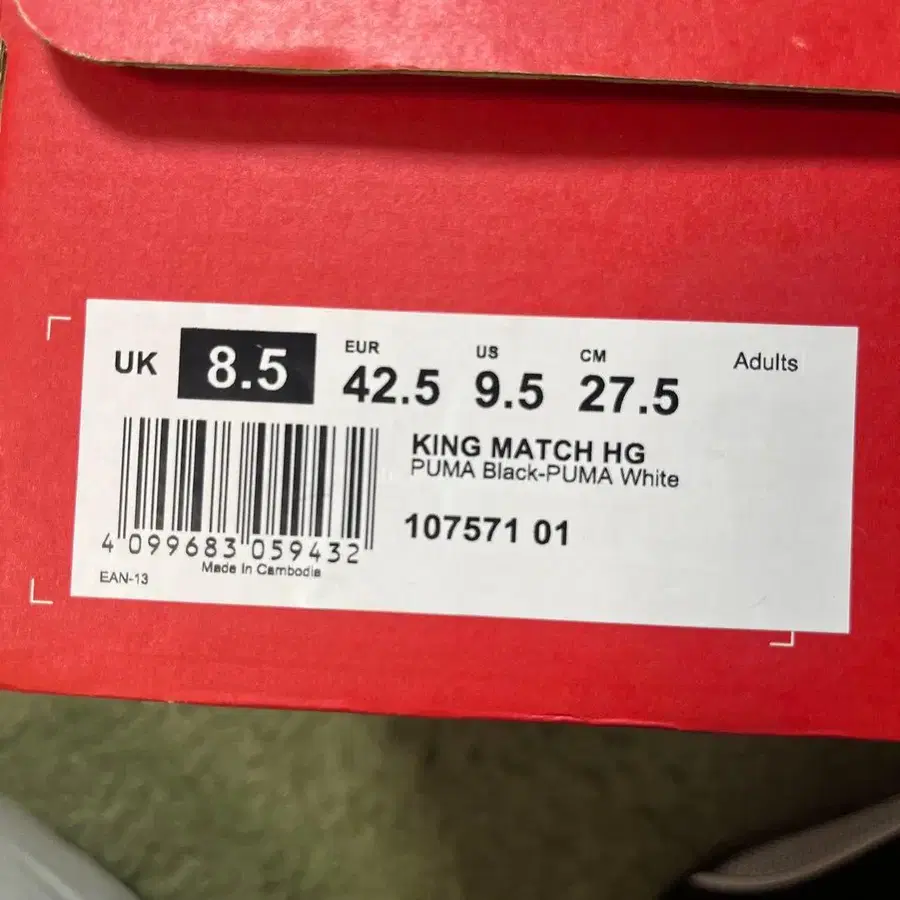 UK 8.5 EUR 42.5 US 9.5 CM 27.5 Adults
KING MATCH HG
PUMA Black-PUMA White
107571 01
4 099683 059432
Made in Cambodia
EAN-13